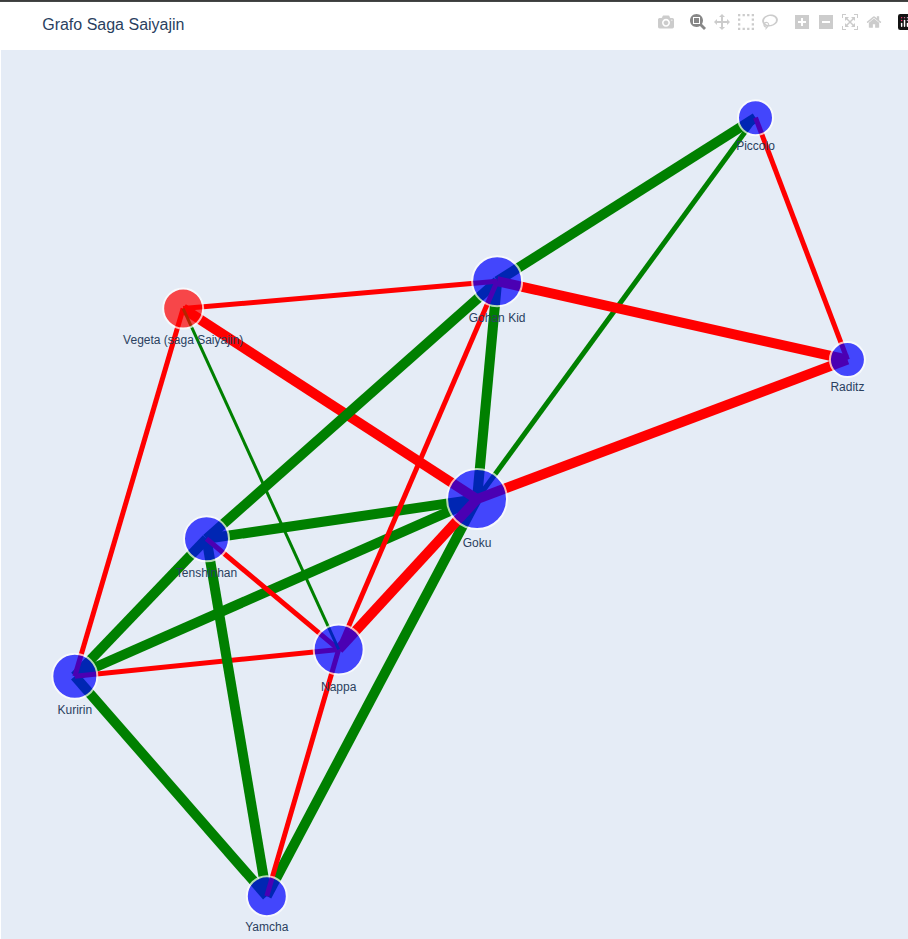 Grafo Saga Saiyajin
Piccolo
Gohan Kid
Vegeta (saga Saiyajin)
Raditz
Goku
Tenshinhan
Nappa
Kuririn
Yamcha